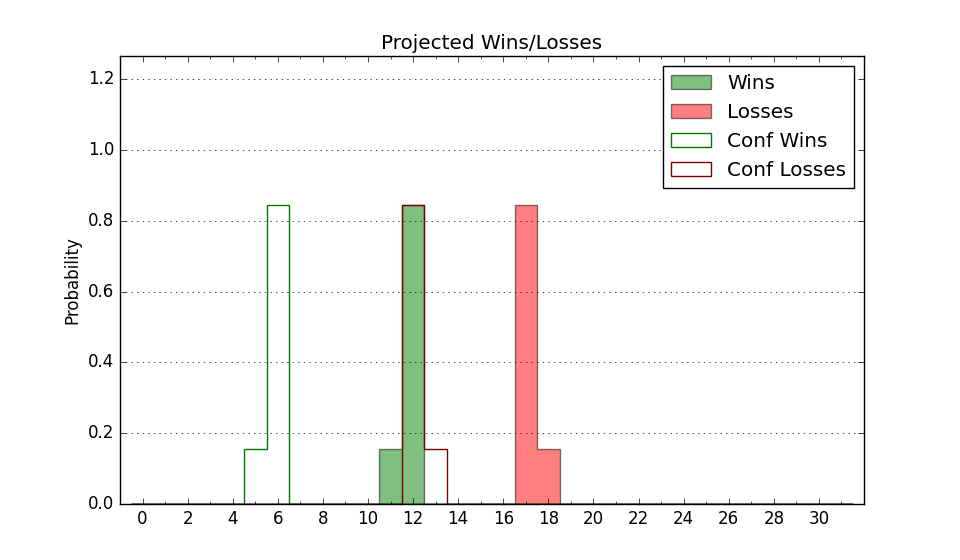 Projected Wins/Losses
1.2
1.0
0.8
0.6
0.4
0.2
0.0
Probability
Wins
Losses
Conf Wins
Conf Losses
0 2 4 6 8 10 12 14 16 18 20 22 24 26 28 30